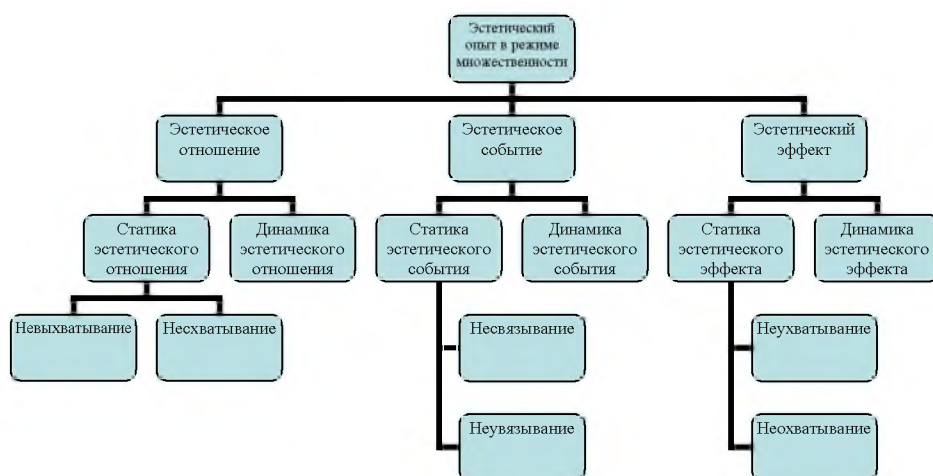 Эстетический
опыт в режиме
множественности
Эстетическое
отношение
Эстетическое
событие
Эстетический
эффект
Статика
эстетического
отношения
Динамика
эстетического
отношения
Статика
эстетического
события
Динамика
эстетического
события
Статика
эстетического
эффекта
Динамика
эстетического
эффекта
Невыхватывание
Несхватывание
Несвязывание
Неухватывание
Неувязывание
Неохватывание